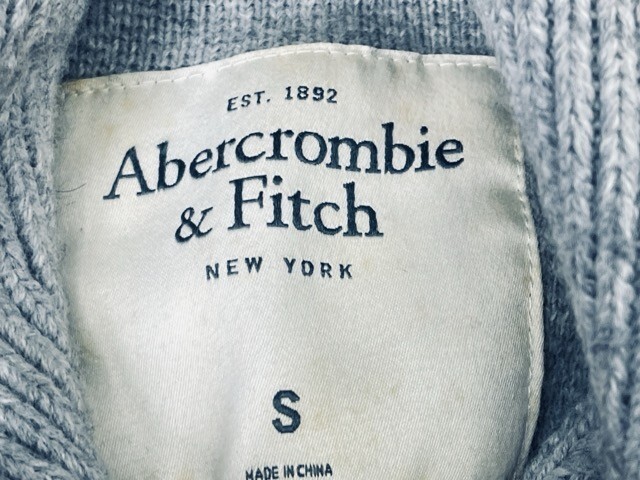 EST. 1892
Abercrombie
& Fitch
NEW YORK
S
MADE IN CHINA